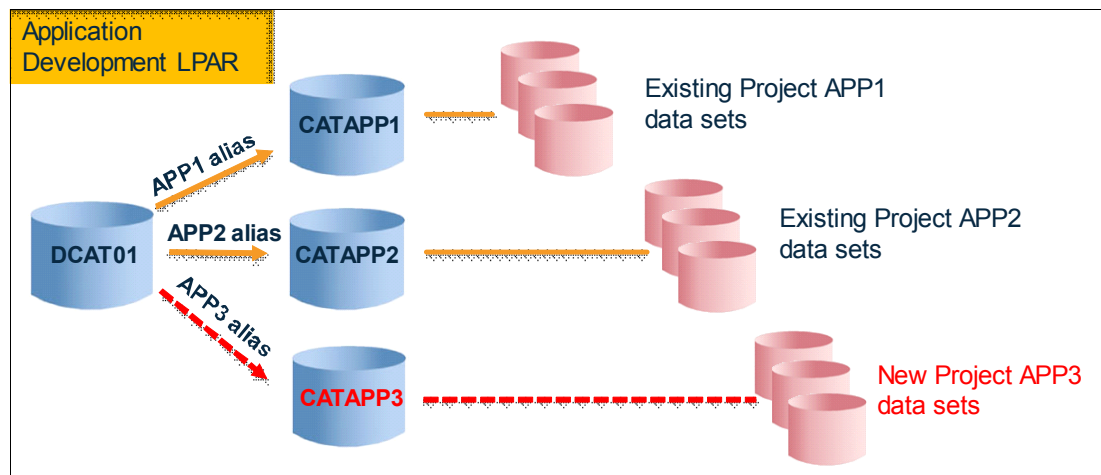 Application
Development LPAR
CATAPP1
Existing Project APP1
data sets
APP1 alias
DCAT01
APP2 alias
CATAPP2
Existing Project APP2
data sets
APP3 alias
CATAPP3
New Project APP3
data sets